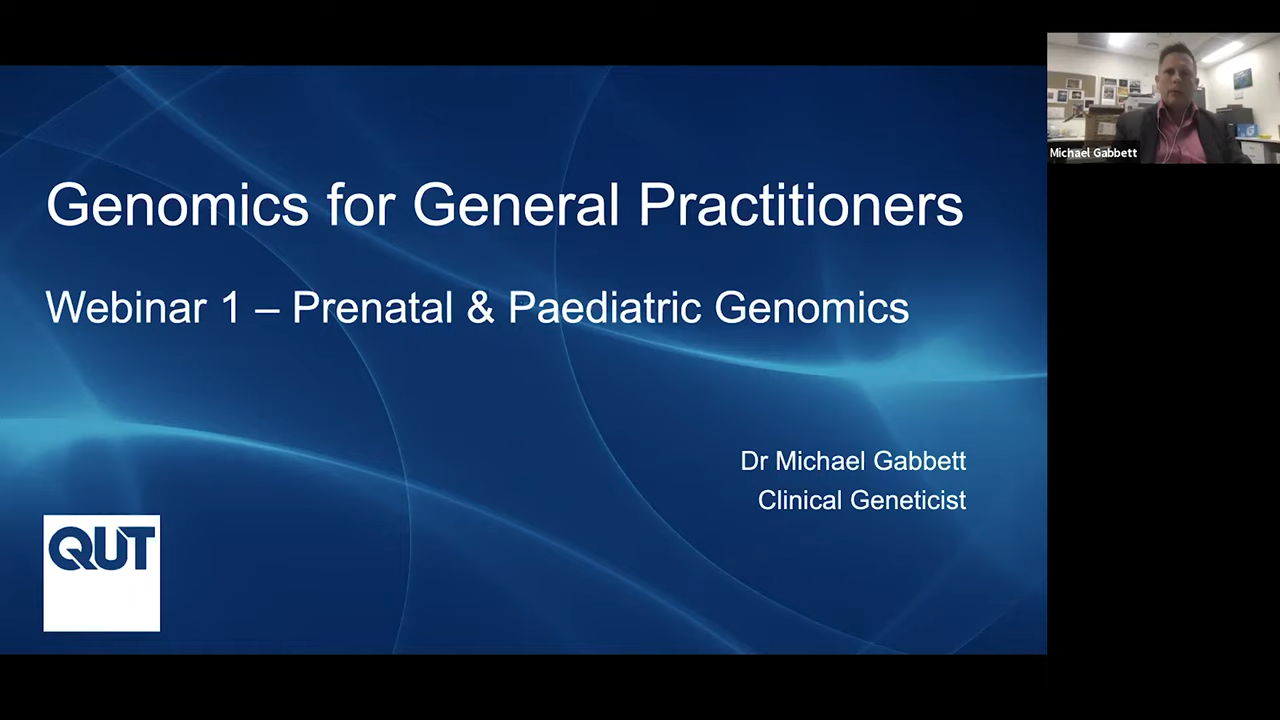 Genomics for General Practitioners
Webinar 1 – Prenatal & Paediatric Genomics
Dr Michael Gabbett
Clinical Geneticist
QUT
Michael Gabbett